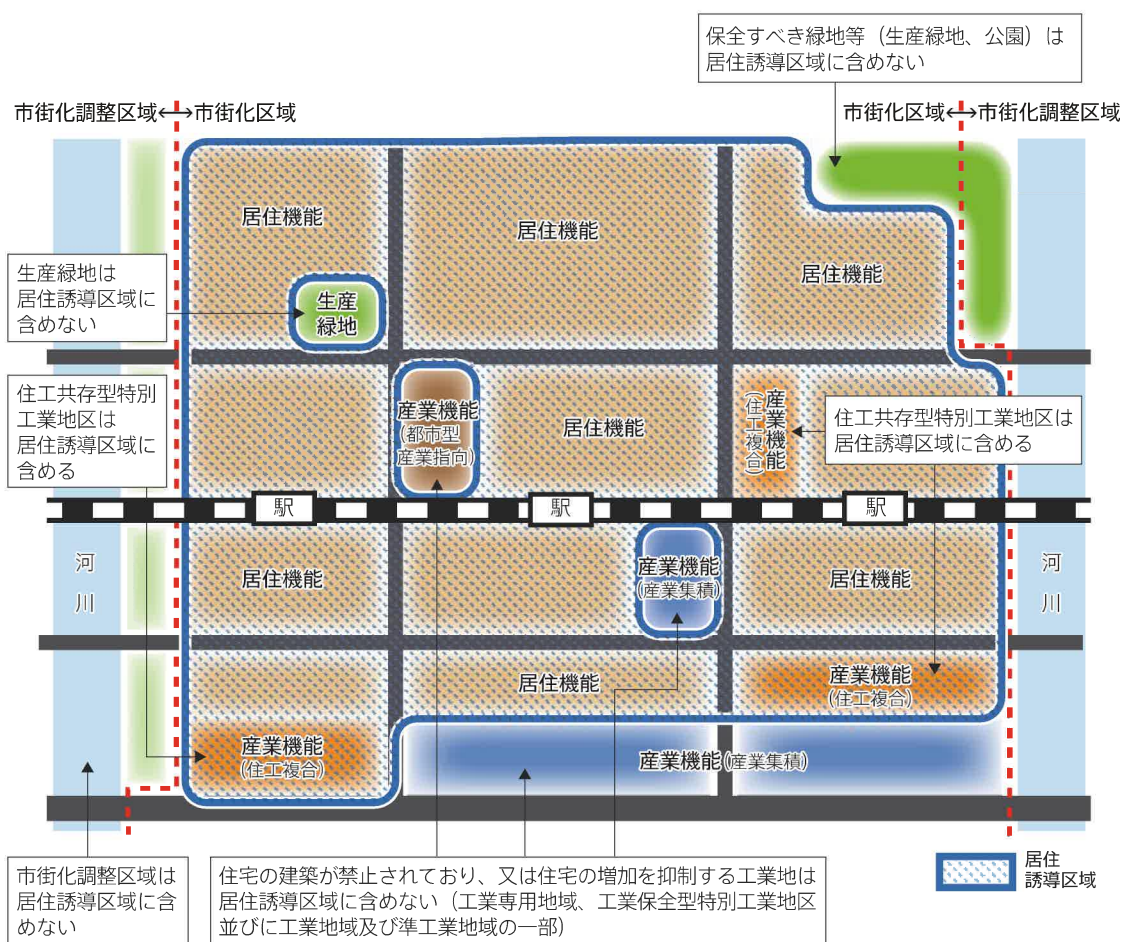 保全すべき緑地等（生産緑地、公園）は
居住誘導区域に含めない
市街化調整区域
市街化区域
市街化区域
市街化調整区域
居住機能
居住機能
居住機能
生産緑地は
居住誘導区域に
含めない
生産
緑地
住工共存型特別
工業地区は
居住誘導区域に
含める
産業機能
(都市型
産業指向)
居住機能
産業機能
(住工複合)
住工共存型特別工業地区は
居住誘導区域に含める
駅
駅
駅
河川
居住機能
産業機能
(産業集積)
居住機能
河川
居住機能
産業機能
(住工複合)
産業機能
(住工複合)
産業機能(産業集積)
市街化調整区域は
居住誘導区域に含
めない
住宅の建築が禁止されており、又は住宅の増加を抑制する工業地は
居住誘導区域に含めない（工業専用地域、工業保全型特別工業地区
並びに工業地域及び準工業地域の一部）
居住
誘導区域